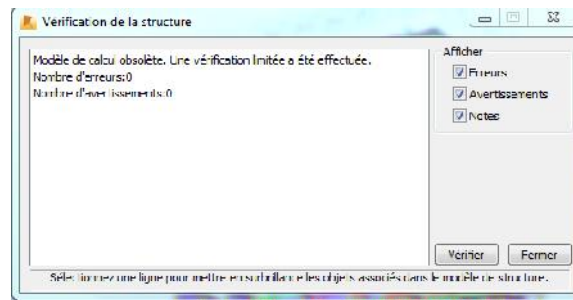 Vérification de la structure
Modèle de calcul obsolète. Une vérification limitée a été effectuée.
Nombre d'erreurs:0
Nombre d'avertissements:0
Afficher
Erreurs
Avertissements
Notes
Vérifier
Fermer
Sélectionnez une ligne pour mettre en surbrillance les objets associés dans le modèle de structure.